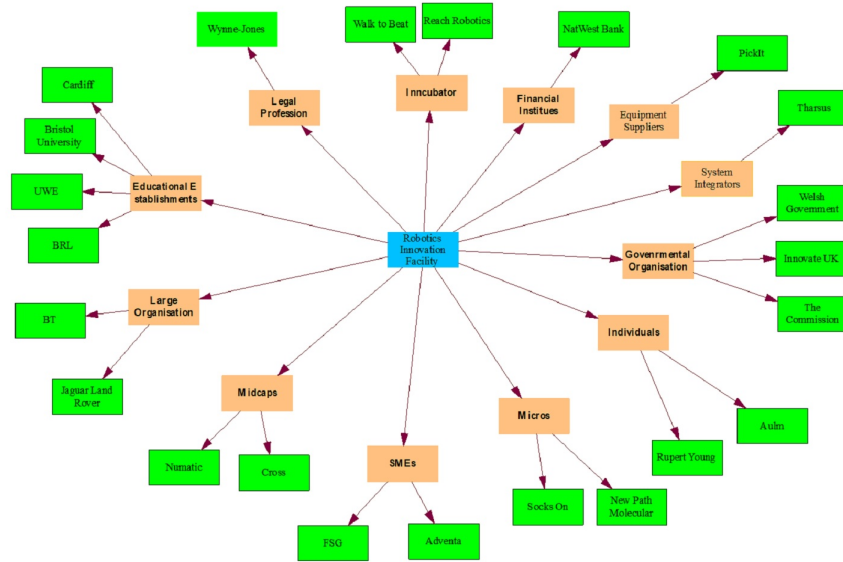 Wynne-Jones
Walk to Beat
Reach Robotics
NatWest Bank
PickIt
Cardiff
Legal
Profession
Inncubator
Financial
Institues
Equipment
Suppliers
Tharsus
Bristol
University
UWE
Educational E
stablishments
System
Integrators
Welsh
Government
BRL
Robotics
Innovation
Facility
Govenrmental
Organisation
Innovate UK
Large
Organisation
BT
The
Commission
Individuals
Jaguar Land
Rover
Midcaps
Micros
Aulm
Numatic
Cross
SMEs
Rupert Young
Socks On
New Path
Molecular
FSG
Adventa